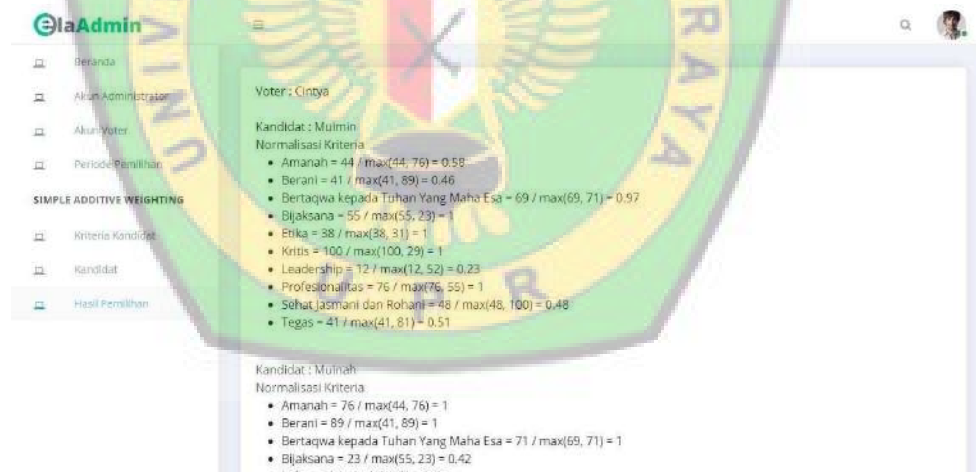 ElaAdmin
Beranda
Akun Administrator
Akun Voter
Periode Pemilihan
SIMPLE ADDITIVE WEIGHTING
Kriteria Kandidat
Kandidat
Hasil Pemilihan
Voter : Cintya
Kandidat : Mulmin
Normalisasi Kriteria
• Amanah = 44 / max(44, 76) = 0.58
• Berani = 41 / max(41, 89) = 0.46
• Bertaqwa kepada Tuhan Yang Maha Esa = 69 / max(69, 71) = 0.97
• Bijaksana = 55 / max(55, 23) = 1
• Etika = 38 / max(38, 31) = 1
• Kritis = 100 / max(100, 29) = 1
• Leadership = 12 / max(12, 52) = 0.23
• Profesionalitas = 76 / max(76, 55) = 1
• Sehat Jasmani dan Rohani = 48 / max(48, 100) = 0.48
• Tegas = 41 / max(41, 81) = 0.51
Kandidat : Muinah
Normalisasi Kriteria
• Amanah = 76 / max(44, 76) = 1
• Berani = 89 / max(41, 89) = 1
• Bertaqwa kepada Tuhan Yang Maha Esa = 71 / max(69, 71) = 1
• Bijaksana = 23 / max(55, 23) = 0.42